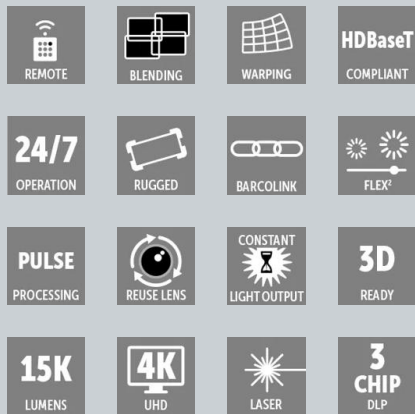 REMOTE
BLENDING
WARPING
HDBaseT
COMPLIANT
24/7
OPERATION
RUGGED
BARCOLINK
FLEX²
PULSE
PROCESSING
REUSE LENS
CONSTANT
LIGHT OUTPUT
3D
READY
15K
LUMENS
4K
UHD
LASER
3
CHIP
DLP